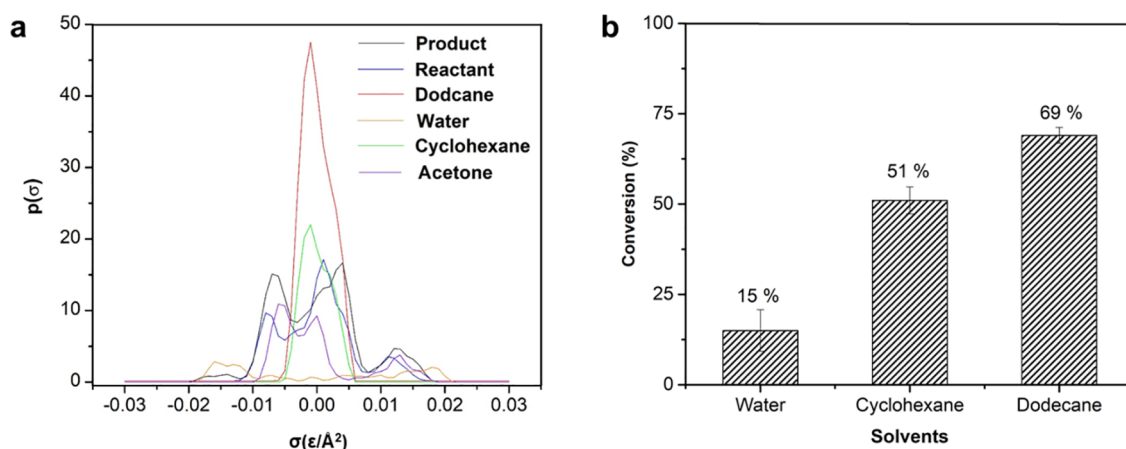 a
50
40
30
20
10
0
p(σ)
Product
Reactant
Dodcane
Water
Cyclohexane
Acetone
-0.03 -0.02 -0.01 0.00 0.01 0.02 0.03
σ(ε/Å²)
b
100
75
50
25
0
Conversion (%)
15 %
51 %
69 %
Water Cyclohexane Dodecane
Solvents